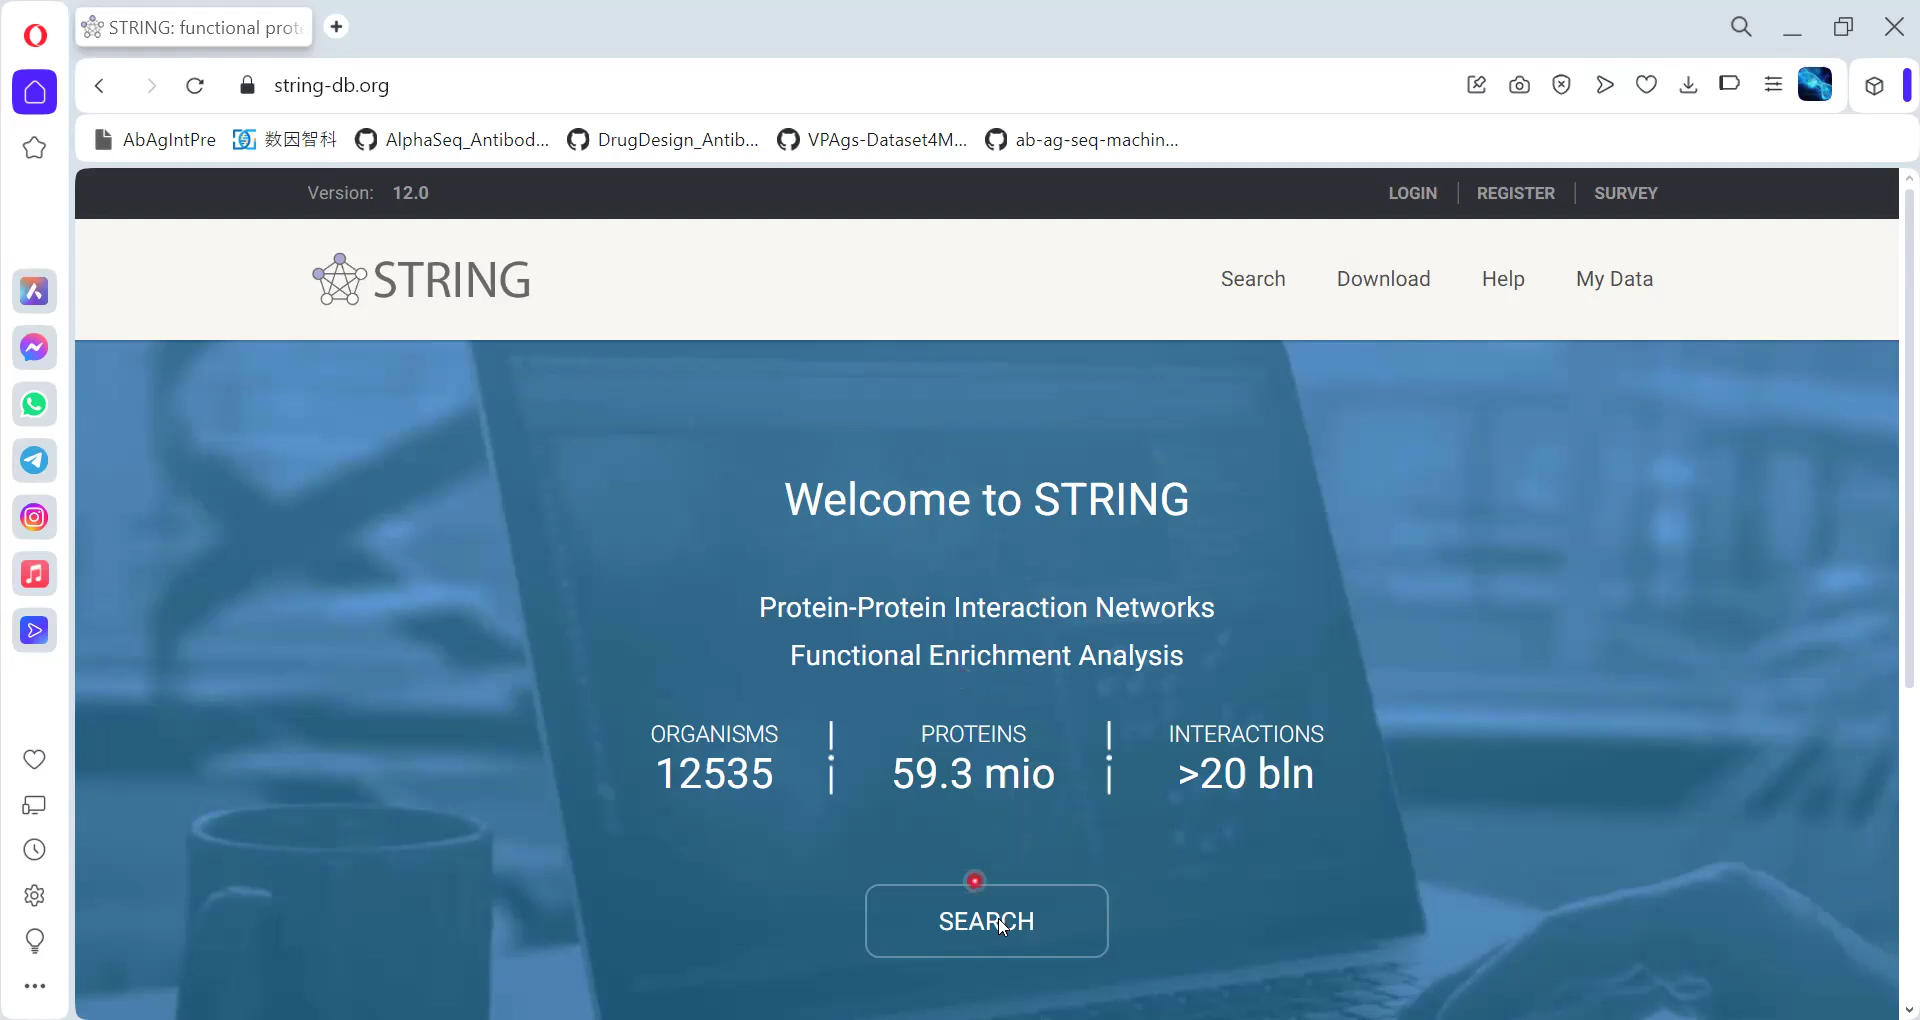 STRING: functional prote
string-db.org
AbAgIntPre 数因智科 AlphaSeq_Antibod... DrugDesign_Antib... VPAgs-Dataset4M... ab-ag-seq-machin...
Version: 12.0 LOGIN REGISTER SURVEY
STRING Search Download Help My Data
Welcome to STRING
Protein-Protein Interaction Networks
Functional Enrichment Analysis
ORGANISMS PROTEINS INTERACTIONS
12535 59.3 mio >20 bln
SEARCH